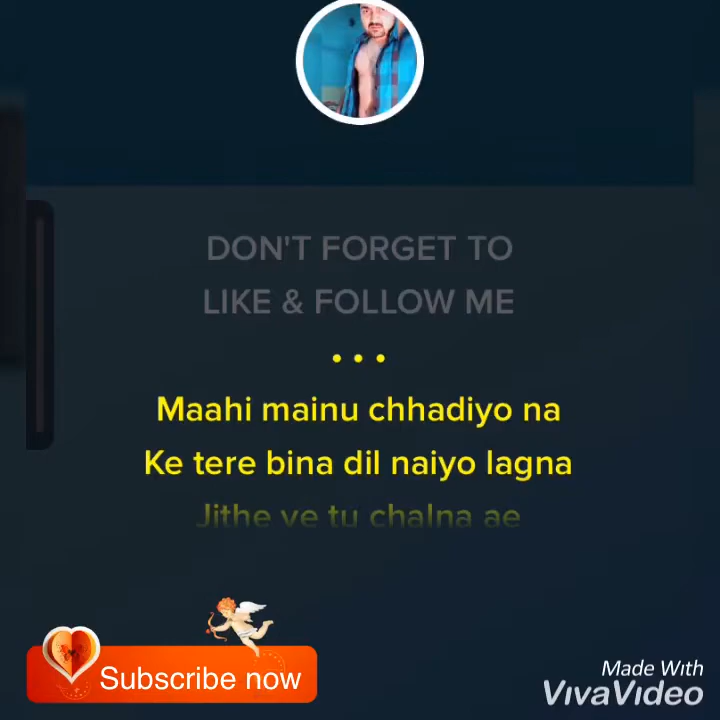 DON'T FORGET TO
LIKE & FOLLOW ME
• • •
Maahi mainu chhadiyo na
Ke tere bina dil naiyo lagna
Jithe ve tu chalna ae
Subscribe now
Made With
VivaVideo